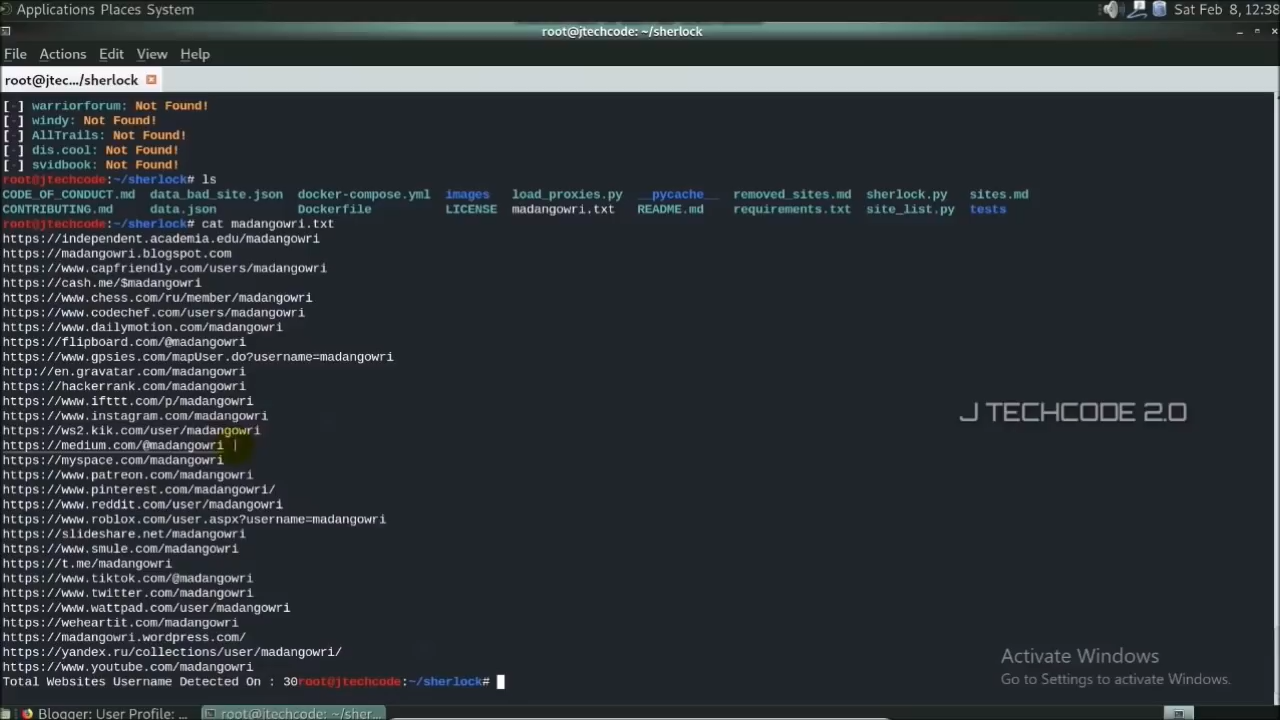 Applications Places System
Sat Feb 8, 12:38
root@jtechcode: ~/sherlock
File Actions Edit View Help
root@jtec.../sherlock
[-] warriorforum: Not Found!
[-] windy: Not Found!
[-] AllTrails: Not Found!
[-] dis.cool: Not Found!
[-] svidbook: Not Found!
root@jtechcode:~/sherlock# ls
CODE_OF_CONDUCT.md data_bad_site.json docker-compose.yml images load_proxies.py __pycache__ removed_sites.md sherlock.py sites.md
CONTRIBUTING.md data.json Dockerfile LICENSE madangowri.txt README.md requirements.txt site_list.py tests
root@jtechcode:~/sherlock# cat madangowri.txt
https://independent.academia.edu/madangowri
https://madangowri.blogspot.com
https://www.capfriendly.com/users/madangowri
https://cash.me/$madangowri
https://www.chess.com/ru/member/madangowri
https://www.codechef.com/users/madangowri
https://www.dailymotion.com/madangowri
https://flipboard.com/@madangowri
https://www.gpsies.com/mapUser.do?username=madangowri
http://en.gravatar.com/madangowri
https://hackerrank.com/madangowri
https://www.ifttt.com/p/madangowri
https://www.instagram.com/madangowri
https://ws2.kik.com/user/madangowri
https://medium.com/@madangowri
https://myspace.com/madangowri
https://www.patreon.com/madangowri
https://www.pinterest.com/madangowri/
https://www.reddit.com/user/madangowri
https://www.roblox.com/user.aspx?username=madangowri
https://slideshare.net/madangowri
https://www.smule.com/madangowri
https://t.me/madangowri
https://www.tiktok.com/@madangowri
https://www.twitter.com/madangowri
https://www.wattpad.com/user/madangowri
https://weheartit.com/madangowri
https://madangowri.wordpress.com/
https://yandex.ru/collections/user/madangowri/
https://www.youtube.com/madangowri
Total Websites Username Detected On : 30root@jtechcode:~/sherlock#
J TECHCODE 2.0
Activate Windows
Go to Settings to activate Windows.
Blogger: User Profile: ...
root@jtechcode: ~/sher...